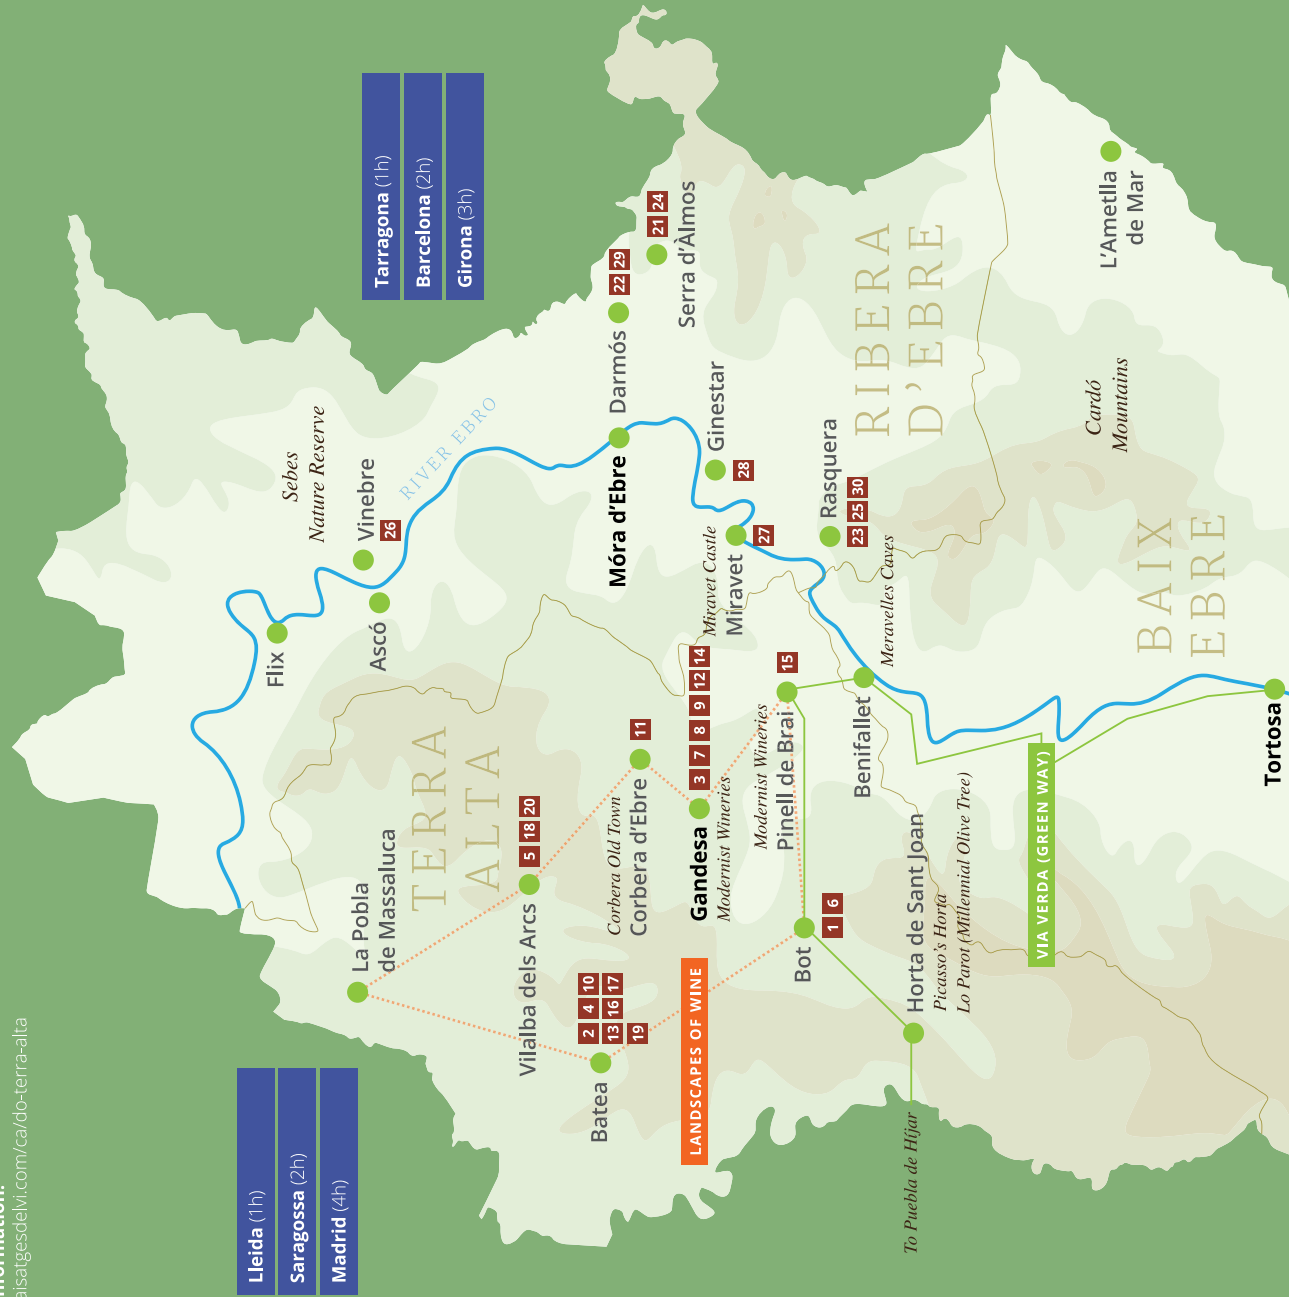 aisatgesdelvi.com/ca/do-terra-alta
Lleida (1h)
Saragossa (2h)
Madrid (4h)
Tarragona (1h)
Barcelona (2h)
Girona (3h)
Sebes
Nature Reserve
Flix
Vinebre
26
RIVER EBRO
Ascó
TERRA
ALTA
La Pobla
de Massaluca
5 18 20
Vilalba dels Arcs
2 4 10
13 16 17
19
Batea
11
Corbera Old Town
Corbera d'Ebre
3 7 8 9 12 14
Gandesa
Modernist Wineries
LANDSCAPES OF WINE
Móra d'Ebre
Darmós
22 29
21 24
Serra d'Àlmos
Ginestar
28
Miravet Castle
Miravet
27
15
Modernist Wineries
Pinell de Brai
Bot
1 6
Rasquera
23 25 30
RIBERA
D'EBRE
Meravelles Caves
Benifallet
Horta de Sant Joan
Picasso's Horta
Lo Parot (Millennial Olive Tree)
To Puebla de Híjar
VIA VERDA (GREEN WAY)
Cardó
Mountains
L'Ametlla
de Mar
BAIX
EBRE
Tortosa